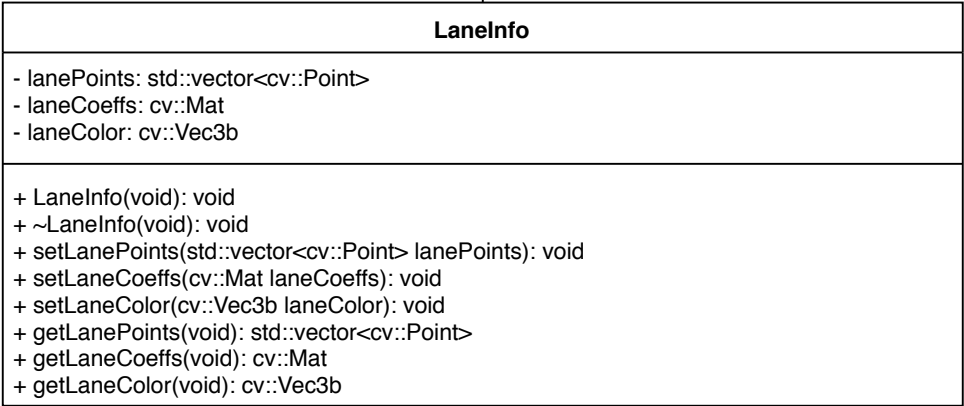 LaneInfo
- lanePoints: std::vector<cv::Point>
- laneCoeffs: cv::Mat
- laneColor: cv::Vec3b
+ LaneInfo(void): void
+ ~LaneInfo(void): void
+ setLanePoints(std::vector<cv::Point> lanePoints): void
+ setLaneCoeffs(cv::Mat laneCoeffs): void
+ setLaneColor(cv::Vec3b laneColor): void
+ getLanePoints(void): std::vector<cv::Point>
+ getLaneCoeffs(void): cv::Mat
+ getLaneColor(void): cv::Vec3b